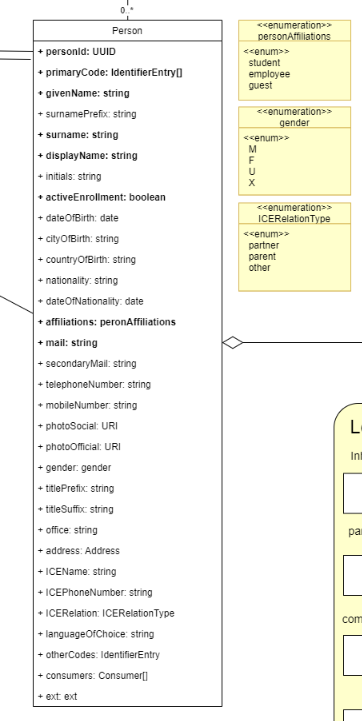 0..*
Person
+ personId: UUID
+ primaryCode: IdentifierEntry[]
+ givenName: string
+ surnamePrefix: string
+ surname: string
+ displayName: string
+ initials: string
+ activeEnrollment: boolean
+ dateOfBirth: date
+ cityOfBirth: string
+ countryOfBirth: string
+ nationality: string
+ dateOfNationality: date
+ affiliations: peronAffiliations
+ mail: string
+ secondaryMail: string
+ telephoneNumber: string
+ mobileNumber: string
+ photoSocial: URI
+ photoOfficial: URI
+ gender: gender
+ titlePrefix: string
+ titleSuffix: string
+ office: string
+ address: Address
+ ICEName: string
+ ICEPhoneNumber: string
+ ICERelation: ICERelationType
+ languageOfChoice: string
+ otherCodes: IdentifierEntry
+ consumers: Consumer[]
+ ext: ext
<<enumeration>>
personAffiliations
<<enum>>
student
employee
guest
<<enumeration>>
gender
<<enum>>
M
F
U
X
<<enumeration>>
ICERelationType
<<enum>>
partner
parent
other